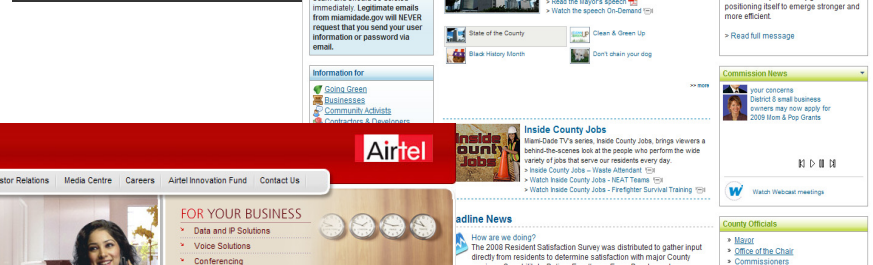 immediately. Legitimate emails
from miamidade.gov will NEVER
request that you send your user
information or password via
email.
Information for
Going Green
Businesses
Community Activists
Contractors & Developers
> Read the Mayor's speech
> Watch the speech On-Demand
State of the County
Clean & Green Up
Black History Month
Don't chain your dog
>> more
Inside County Jobs
Inside County Jobs
Miami-Dade TV's series, Inside County Jobs, brings viewers a
behind-the-scenes look at the people who perform the wide
variety of jobs that serve our residents every day.
> Inside County Jobs – Waste Attendant
> Watch Inside County Jobs - NEAT Teams
> Watch Inside County Jobs - Firefighter Survival Training
adline News
How are we doing?
The 2008 Resident Satisfaction Survey was distributed to gather input
directly from residents to determine satisfaction with major County
positioning itself to emerge stronger and
more efficient.
> Read full message
Commission News
your concerns
District 8 small business
owners may now apply for
2009 Mom & Pop Grants
Watch Webcast meetings
County Officials
> Mayor
> Office of the Chair
> Commissioners
Airtel
stor Relations Media Centre Careers Airtel Innovation Fund Contact Us
FOR YOUR BUSINESS
Data and IP Solutions
Voice Solutions
Conferencing